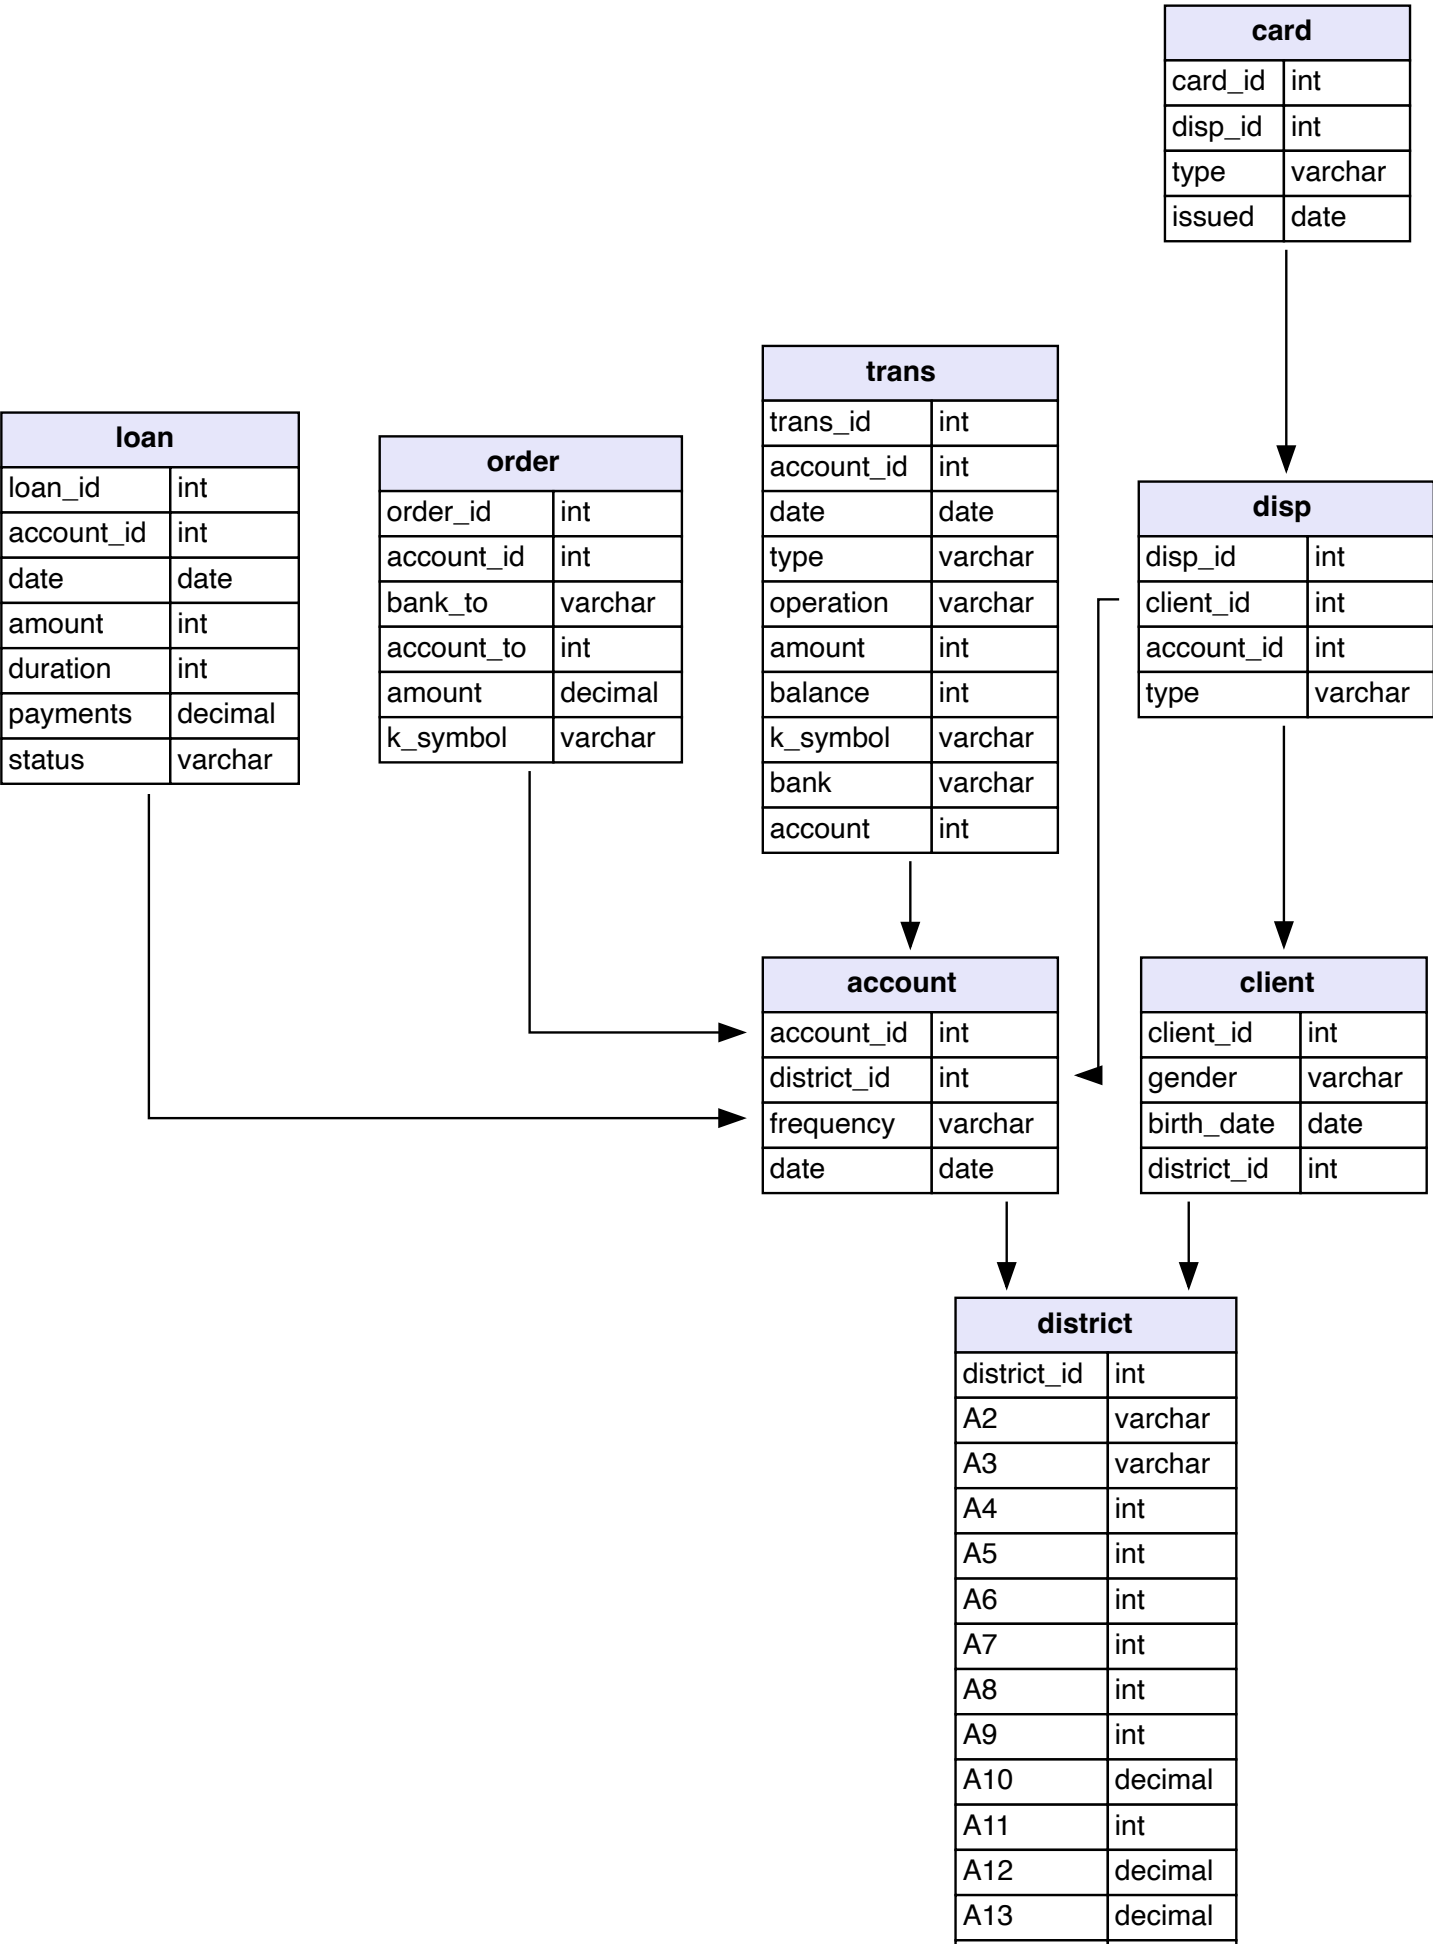 card
card_id int
disp_id int
type varchar
issued date
trans
trans_id int
account_id int
date date
type varchar
operation varchar
amount int
balance int
k_symbol varchar
bank varchar
account int
loan
loan_id int
account_id int
date date
amount int
duration int
payments decimal
status varchar
order
order_id int
account_id int
bank_to varchar
account_to int
amount decimal
k_symbol varchar
disp
disp_id int
client_id int
account_id int
type varchar
account
account_id int
district_id int
frequency varchar
date date
client
client_id int
gender varchar
birth_date date
district_id int
district
district_id int
A2 varchar
A3 varchar
A4 int
A5 int
A6 int
A7 int
A8 int
A9 int
A10 decimal
A11 int
A12 decimal
A13 decimal